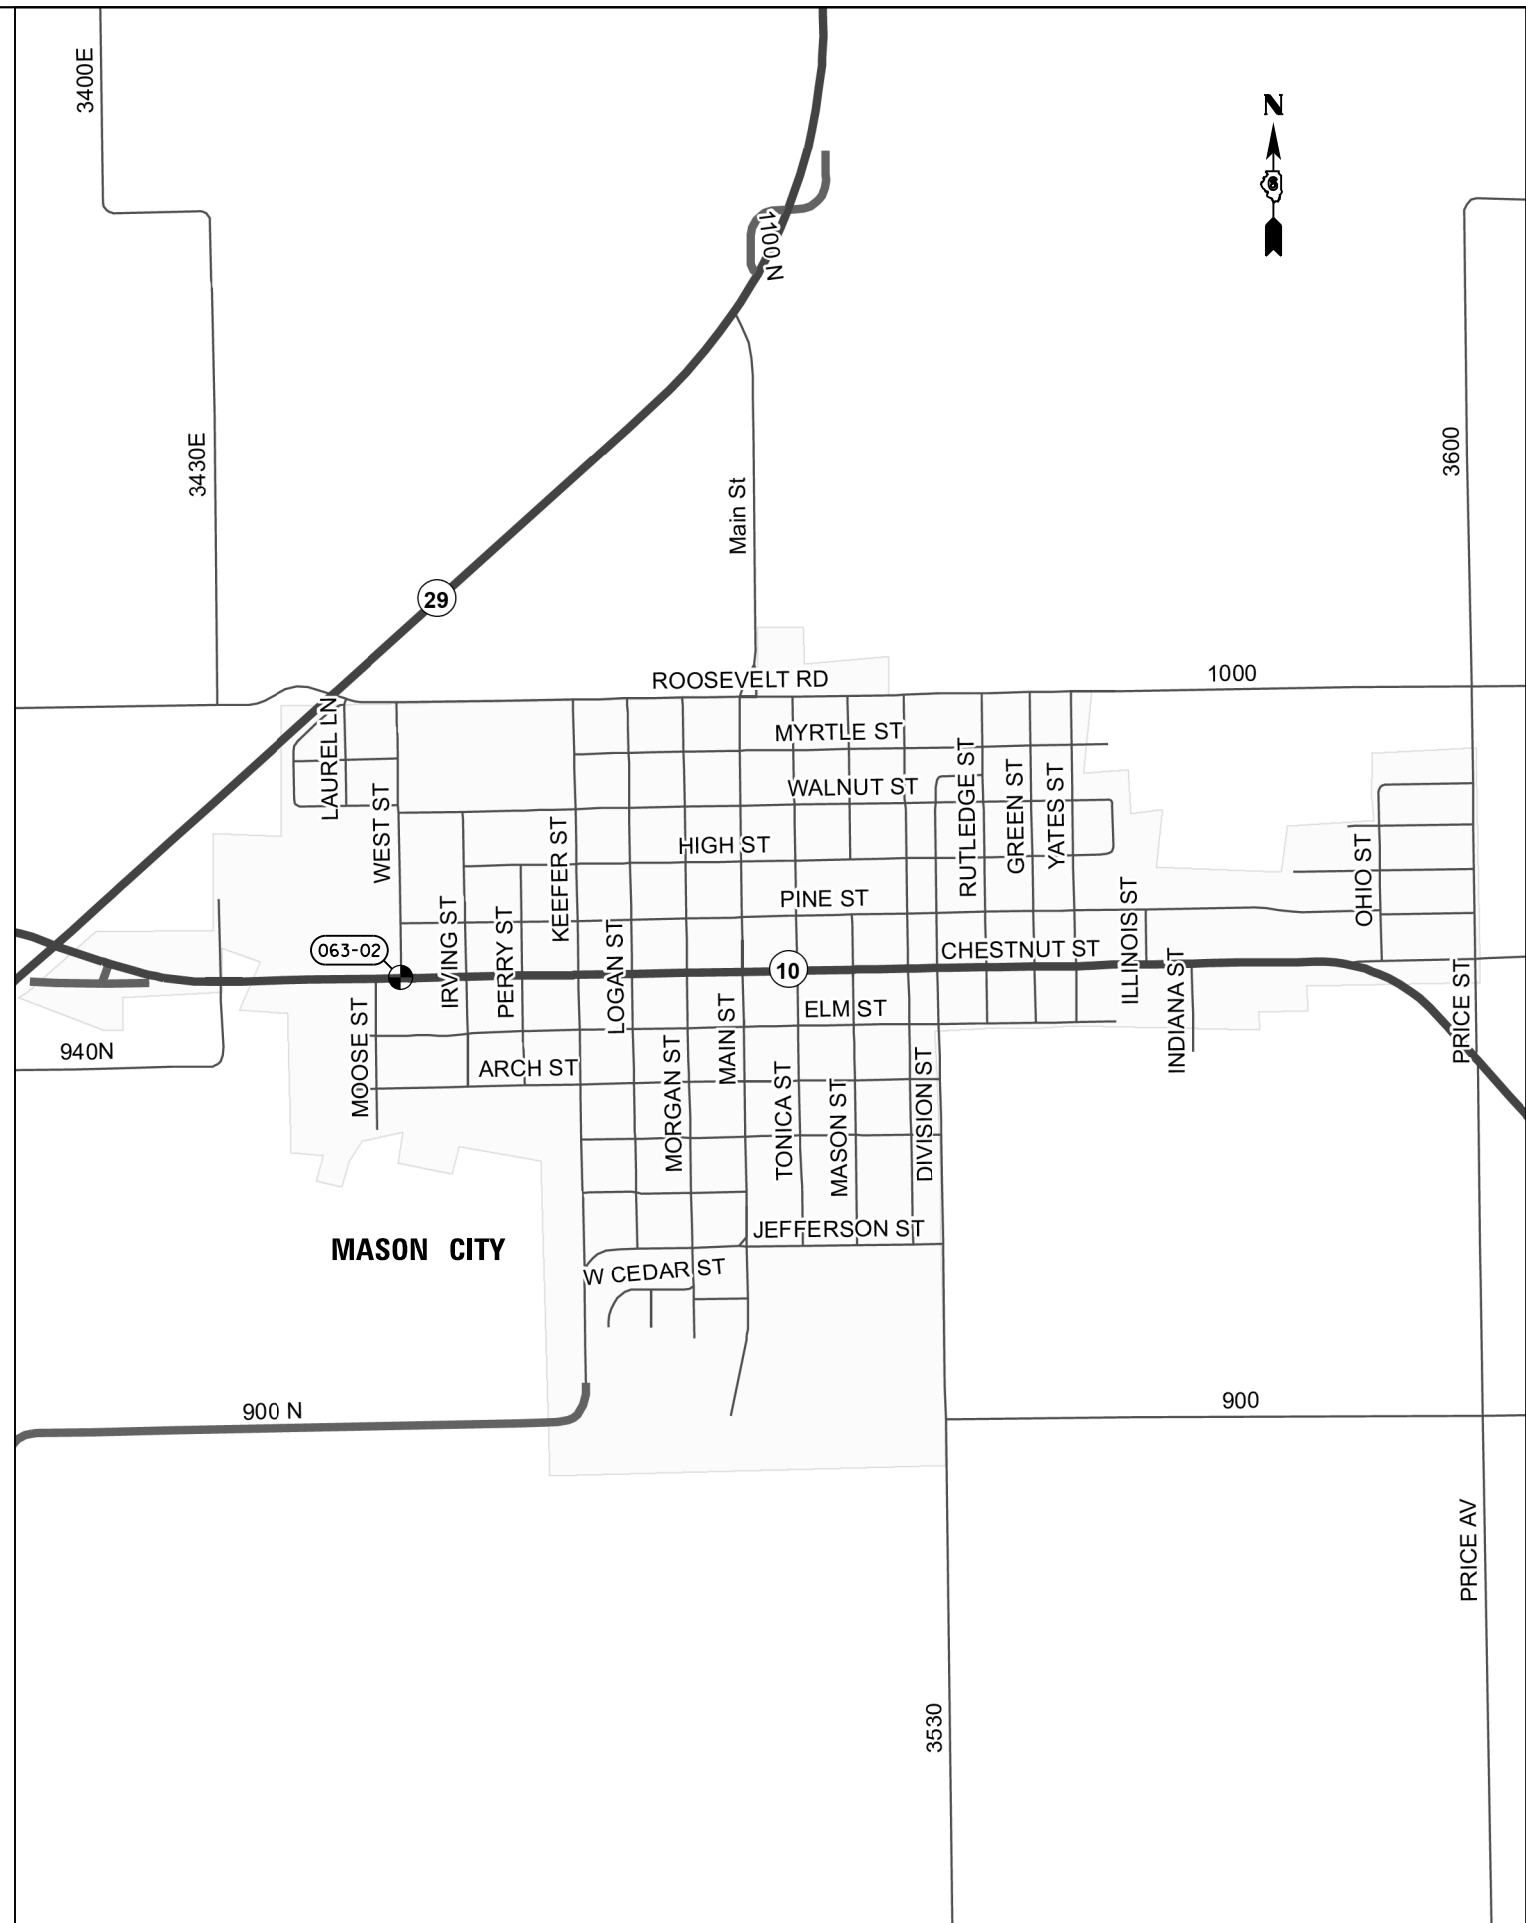 3400E
N
6
1100 N
3430E
3600
Main St
29
ROOSEVELT RD
1000
LAUREL LN
MYRTLE ST
WALNUT ST
WEST ST
RUTLEDGE ST
GREEN ST
YATES ST
HIGH ST
KEEFER ST
OHIO ST
PINE ST
063-02
IRVING ST
PERRY ST
LOGAN ST
CHESTNUT ST
ILLINOIS ST
INDIANA ST
10
ELM ST
940N
MOOSE ST
ARCH ST
MAIN ST
MORGAN ST
TONICA ST
MASON ST
DIVISION ST
PRICE ST
JEFFERSON ST
MASON CITY
W CEDAR ST
900 N
900
PRICE AV
3530